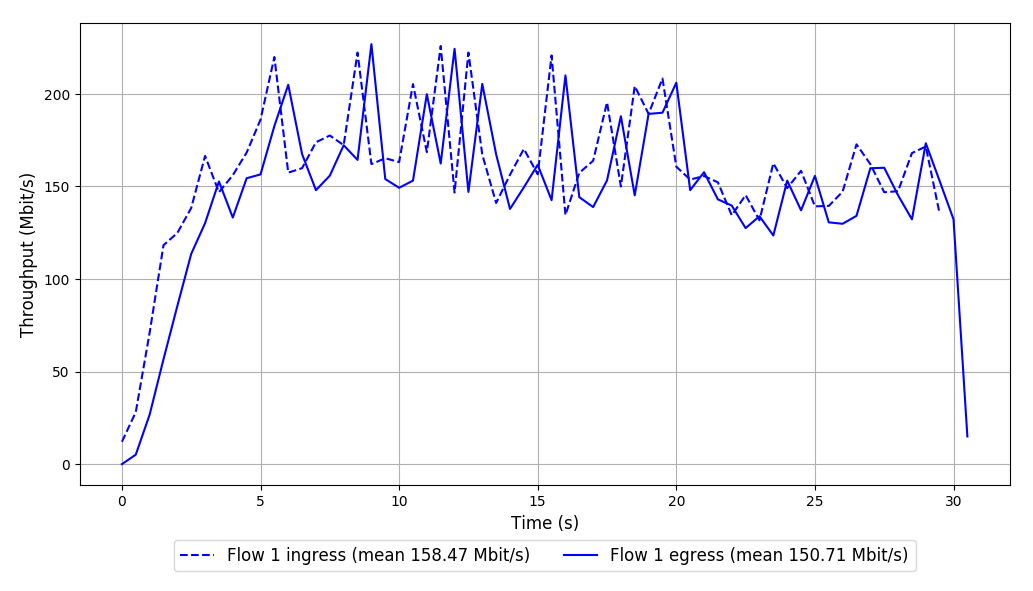 200
150
100
50
0
Throughput (Mbit/s)
0 5 10 15 20 25 30
Time (s)
Flow 1 ingress (mean 158.47 Mbit/s) Flow 1 egress (mean 150.71 Mbit/s)